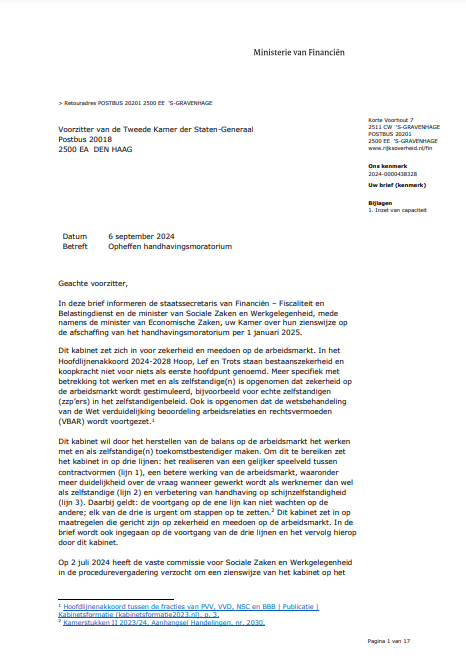 Ministerie van Financiën
> Retouradres POSTBUS 20201 2500 EE 'S-GRAVENHAGE
Voorzitter van de Tweede Kamer der Staten-Generaal
Postbus 20018
2500 EA DEN HAAG
Korte Voorhout 7
2511 CW 'S-GRAVENHAGE
POSTBUS 20201
2500 EE 'S-GRAVENHAGE
www.rijksoverheid.nl/fin
Ons kenmerk
2024-0000438328
Uw brief (kenmerk)
Bijlagen
1. Inzet van capaciteit
Datum 6 september 2024
Betreft Opheffen handhavingsmoratorium
Geachte voorzitter,
In deze brief informeren de staatssecretaris van Financiën – Fiscaliteit en
Belastingdienst en de minister van Sociale Zaken en Werkgelegenheid, mede
namens de minister van Economische Zaken, uw Kamer over hun zienswijze op
de afschaffing van het handhavingsmoratorium per 1 januari 2025.
Dit kabinet zet zich in voor zekerheid en meedoen op de arbeidsmarkt. In het
Hoofdlijnenakkoord 2024-2028 Hoop, Lef en Trots staan bestaanszekerheid en
koopkracht niet voor niets als eerste hoofdpunt genoemd. Meer specifiek met
betrekking tot werken met en als zelfstandige(n) is opgenomen dat zekerheid op
de arbeidsmarkt wordt gestimuleerd, bijvoorbeeld voor echte zelfstandigen
(zzp'ers) in het zelfstandigenbeleid. Ook is opgenomen dat de wetsbehandeling
van de Wet verduidelijking beoordeling arbeidsrelaties en rechtsvermoeden
(VBAR) wordt voortgezet.¹
Dit kabinet wil door het herstellen van de balans op de arbeidsmarkt het werken
met en als zelfstandige(n) toekomstbestendiger maken. Om dit te bereiken zet
het kabinet in op drie lijnen: het realiseren van een gelijker speelveld tussen
contractvormen (lijn 1), een betere werking van de arbeidsmarkt, waaronder
meer duidelijkheid over de vraag wanneer gewerkt wordt als werknemer dan wel
als zelfstandige (lijn 2) en verbetering van handhaving op schijnzelfstandigheid
(lijn 3). Daarbij geldt: de voortgang op de ene lijn kan niet wachten op de
andere; elk van de drie is urgent om stappen op te zetten.² Dit kabinet zet in op
maatregelen die gericht zijn op zekerheid en meedoen op de arbeidsmarkt. In de
brief wordt ook ingegaan op de voortgang van de drie lijnen en het vervolg hierop
door dit kabinet.
Op 2 juli 2024 heeft de vaste commissie voor Sociale Zaken en Werkgelegenheid
in de procedurevergadering verzocht om een zienswijze van het kabinet op het
¹ Hoofdlijnenakkoord tussen de fracties van PVV, VVD, NSC en BBB | Publicatie |
Kabinetsformatie (kabinetsformatie2023.nl), p. 3.
² Kamerstukken II 2023/24, Aanhangsel Handelingen, nr. 2030.
Pagina 1 van 17